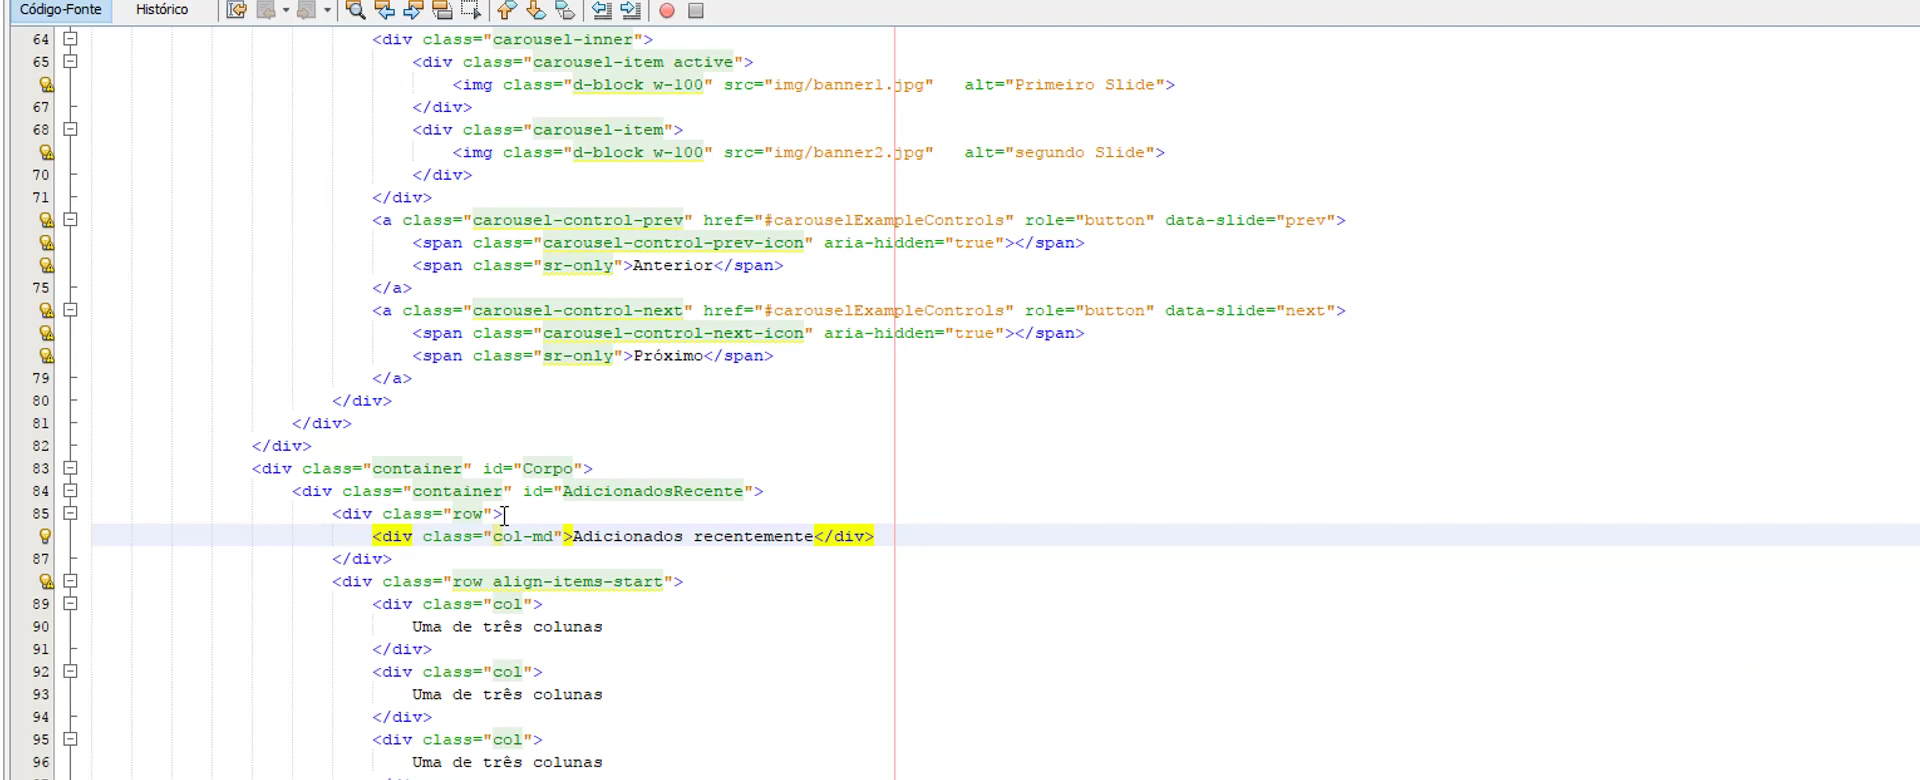 Código-Fonte Histórico
64 <div class="carousel-inner">
65 <div class="carousel-item active">
<img class="d-block w-100" src="img/banner1.jpg" alt="Primeiro Slide">
67 </div>
68 <div class="carousel-item">
<img class="d-block w-100" src="img/banner2.jpg" alt="segundo Slide">
70 </div>
71 </div>
<a class="carousel-control-prev" href="#carouselExampleControls" role="button" data-slide="prev">
<span class="carousel-control-prev-icon" aria-hidden="true"></span>
<span class="sr-only">Anterior</span>
75 </a>
<a class="carousel-control-next" href="#carouselExampleControls" role="button" data-slide="next">
<span class="carousel-control-next-icon" aria-hidden="true"></span>
<span class="sr-only">Próximo</span>
79 </a>
80 </div>
81 </div>
82 </div>
83 <div class="container" id="Corpo">
84 <div class="container" id="AdicionadosRecente">
85 <div class="row">
<div class="col-md">Adicionados recentemente</div>
87 </div>
<div class="row align-items-start">
89 <div class="col">
90 Uma de três colunas
91 </div>
92 <div class="col">
93 Uma de três colunas
94 </div>
95 <div class="col">
96 Uma de três colunas